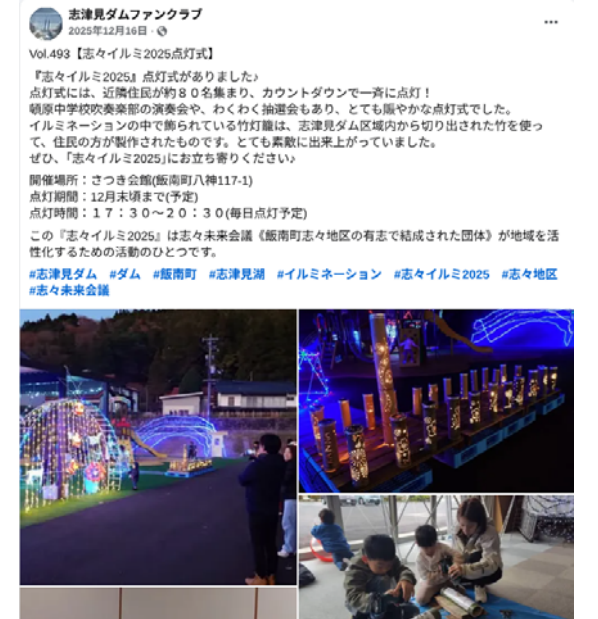 志津見ダムファンクラブ
2025年12月16日
Vol.493【志々イルミ2025点灯式】
『志々イルミ2025』点灯式がありました♪
点灯式には、近隣住民が約８０名集まり、カウントダウンで一斉に点灯！
頓原中学校吹奏楽部の演奏会や、わくわく抽選会もあり、とても賑やかな点灯式でした。
イルミネーションの中で飾られている竹灯籠は、志津見ダム区域内から切り出された竹を使っ
て、住民の方が製作されたものです。とても素敵に出来上がっていました。
ぜひ、｢志々イルミ2025｣にお立ち寄りください♪
開催場所：さつき会館(飯南町八神117-1)
点灯期間：12月末頃まで(予定)
点灯時間：１７：３０～２０：３０(毎日点灯予定)
この『志々イルミ2025』は志々未来会議《飯南町志々地区の有志で結成された団体》が地域を活
性化するための活動のひとつです。
#志津見ダム #ダム #飯南町 #志津見湖 #イルミネーション #志々イルミ2025 #志々地区
#志々未来会議